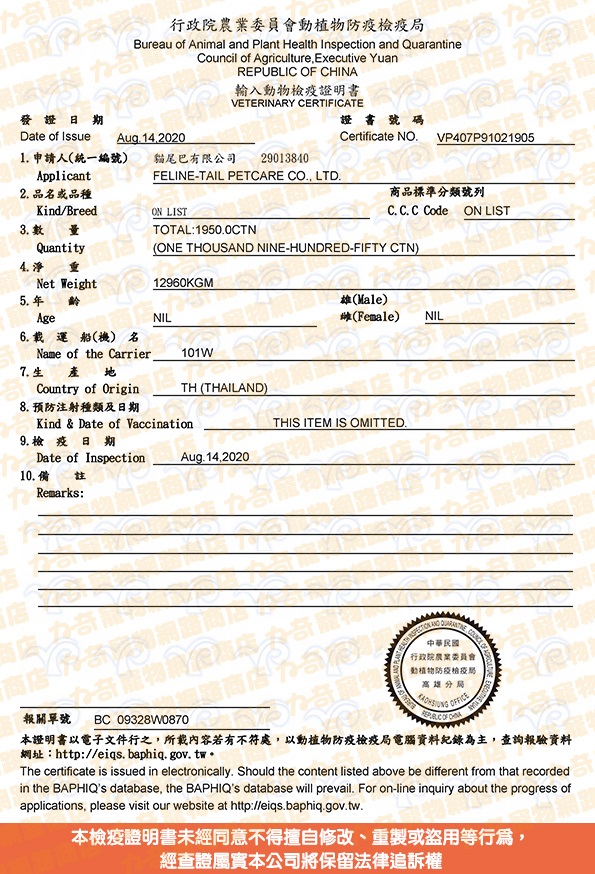 行政院農業委員會動植物防疫檢疫局
Bureau of Animal and Plant Health Inspection and Quarantine
Council of Agriculture,Executive Yuan
REPUBLIC OF CHINA
輸入動物檢疫證明書
VETERINARY CERTIFICATE
發證日期 證書號碼
Date of Issue Aug.14,2020 Certificate NO. VP407P91021905
1.申請人(統一編號) 貓尾巴有限公司 29013840
Applicant FELINE-TAIL PETCARE CO., LTD.
2.品名或品種 商品標準分類號列
Kind/Breed ON LIST C.C.C Code ON LIST
3.數量 TOTAL:1950.0CTN
Quantity (ONE THOUSAND NINE-HUNDRED-FIFTY CTN)
4.淨重
Net Weight 12960KGM
5.年齡 雄(Male)
Age NIL 雌(Female) NIL
6.載運船(機)名
Name of the Carrier 101W
7.生產地
Country of Origin TH (THAILAND)
8.預防注射種類及日期
Kind & Date of Vaccination THIS ITEM IS OMITTED.
9.檢疫日期
Date of Inspection Aug.14,2020
10.備註
Remarks:
BUREAU OF ANIMAL AND PLANT HEALTH INSPECTION AND QUARANTINE, COUNCIL OF AGRICULTURE, EXECUTIVE YUAN
中華民國
行政院農業委員會
動植物防疫檢疫局
高雄分局
KAOHSIUNG OFFICE
REPUBLIC OF CHINA
報關單號 BC 09328W0870
本證明書以電子文件行之，所載內容若有不符處，以動植物防疫檢疫局電腦資料紀錄為主，查詢報驗資料
網址：http://eiqs.baphiq.gov.tw。
The certificate is issued in electronically. Should the content listed above be different from that recorded
in the BAPHIQ's database, the BAPHIQ's database will prevail. For on-line inquiry about the progress of
applications, please visit our website at http://eiqs.baphiq.gov.tw.
本檢疫證明書未經同意不得擅自修改、重製或盜用等行為，
經查證屬實本公司將保留法律追訴權